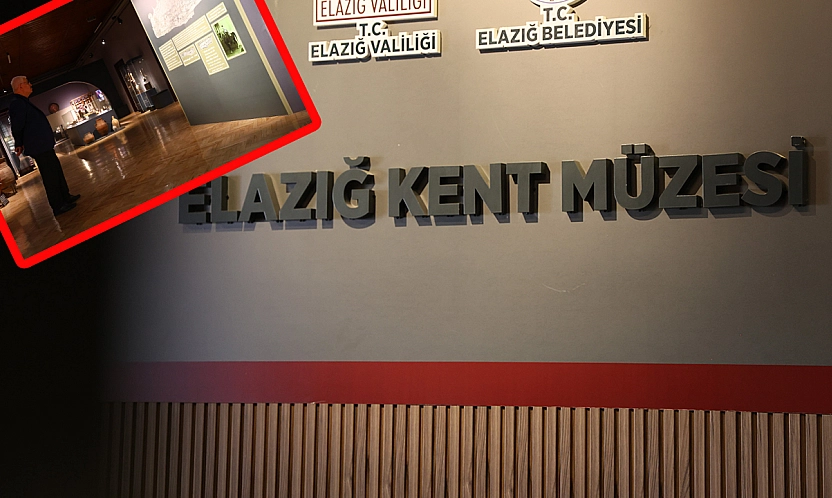 ELAZIĞ VALİLİĞİ
T.C.
ELAZIĞ VALİLİĞİ
T.C.
ELAZIĞ BELEDİYESİ
ELAZIĞ KENT MÜZESİ